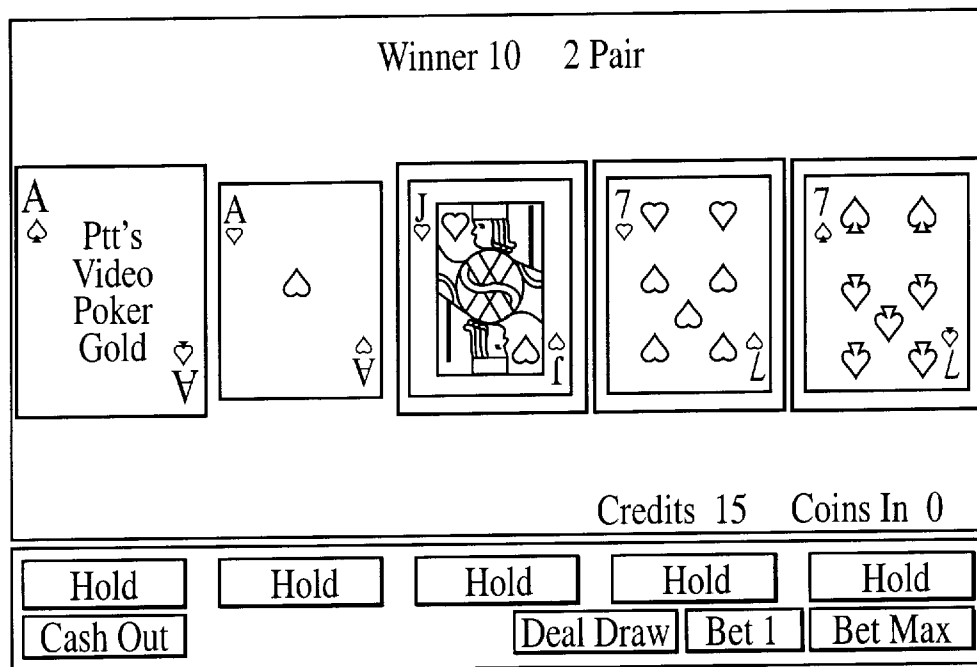 Winner 10 2 Pair
A A J 7 7
Ptt's
Video
Poker
Gold
A A J 7 7
Credits 15 Coins In 0
Hold Hold Hold Hold Hold
Cash Out Deal Draw Bet 1 Bet Max